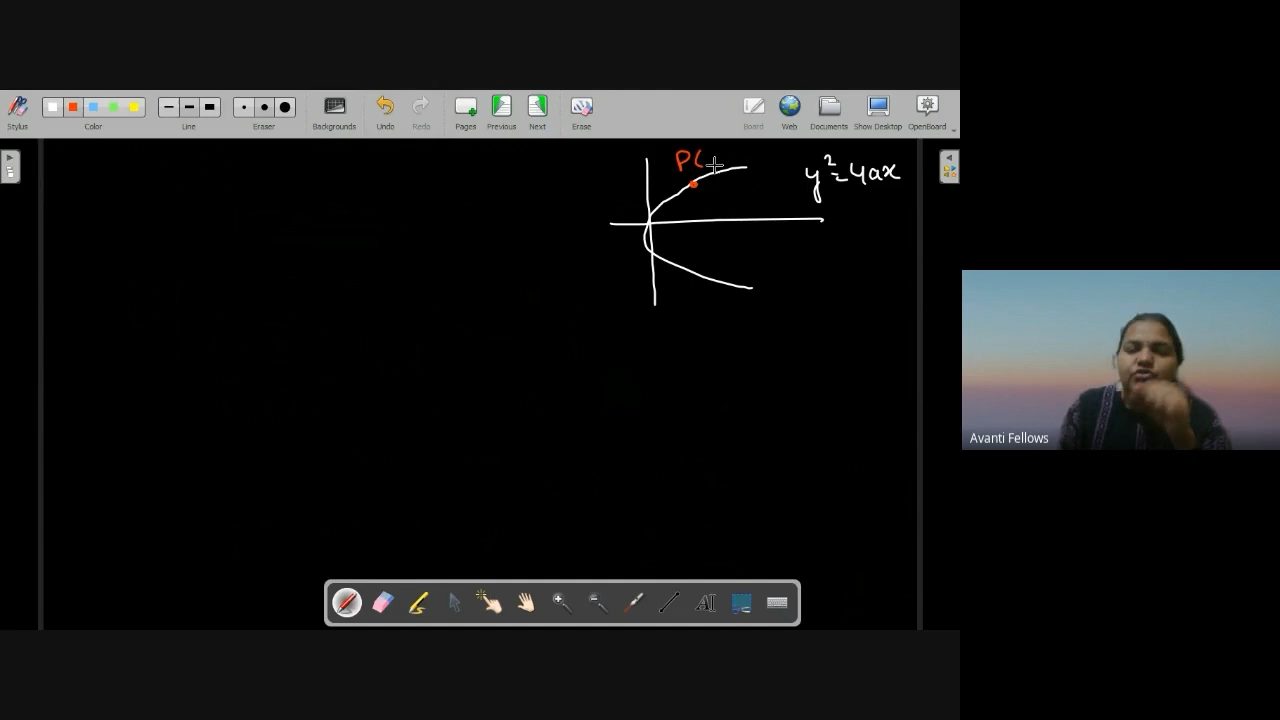 Stylus
Color
Line
Eraser
Backgrounds
Undo
Redo
Pages
Previous
Next
Erase
Board
Web
Documents
Show Desktop
OpenBoard
P(
y²=4ax
AI
Avanti Fellows